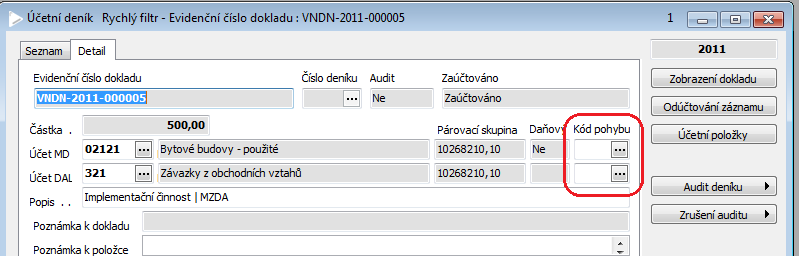 Účetní deník Rychlý filtr - Evidenční číslo dokladu : VNDN-2011-000005 1
Seznam Detail 2011
Evidenční číslo dokladu Číslo deníku Audit Zaúčtováno Zobrazení dokladu
VNDN-2011-000005 ... Ne Zaúčtováno Odúčtování záznamu
Částka . 500,00 Párovací skupina Daňový Kód pohybu Účetní položky
Účet MD 02121 ... Bytové budovy - použité 10268210,10 Ne ...
Účet DAL 321 ... Závazky z obchodních vztahů 10268210,10 ... Audit deníku
Popis . . Implementační činnost | MZDA Zrušení auditu
Poznámka k dokladu
Poznámka k položce